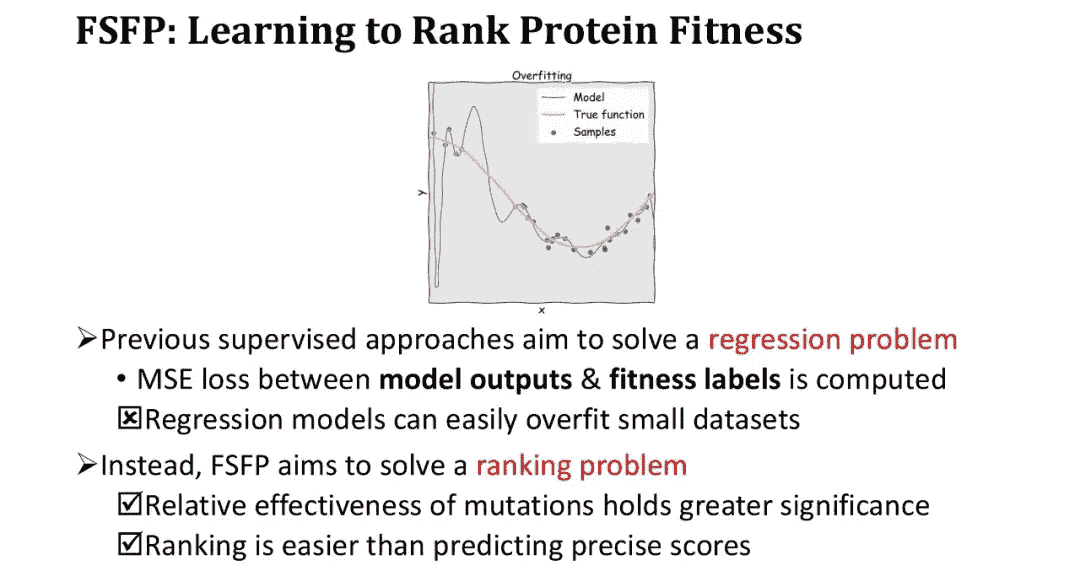 FSFP: Learning to Rank Protein Fitness
Overfitting
Model
True function
Samples
Y
x
➢Previous supervised approaches aim to solve a regression problem
• MSE loss between model outputs & fitness labels is computed
☒Regression models can easily overfit small datasets
➢Instead, FSFP aims to solve a ranking problem
☑Relative effectiveness of mutations holds greater significance
☑Ranking is easier than predicting precise scores